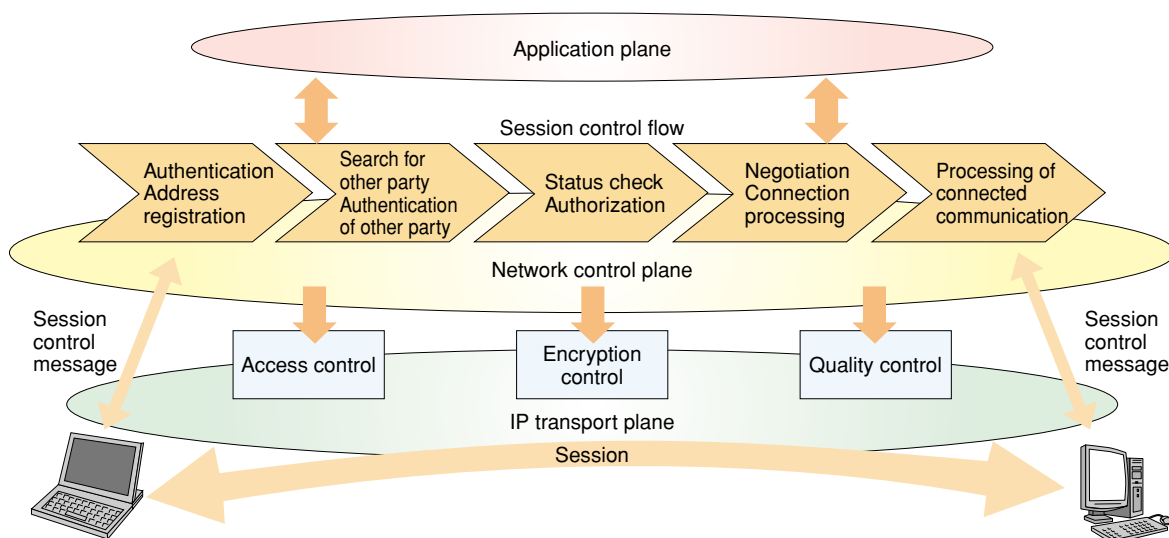 Application plane
Session control flow
Authentication
Address
registration
Search for
other party
Authentication
of other party
Status check
Authorization
Negotiation
Connection
processing
Processing of
connected
communication
Network control plane
Session
control
message
Access control
Encryption
control
Quality control
Session
control
message
IP transport plane
Session